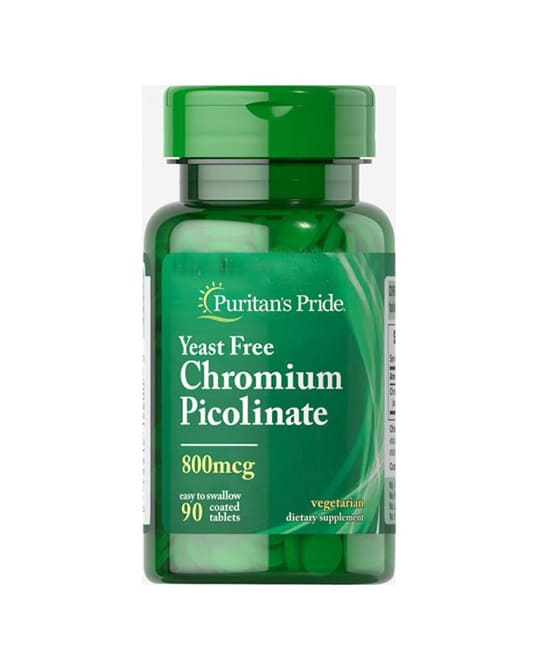 Puritan's Pride
Yeast Free
Chromium
Picolinate
800mcg
easy to swallow
90 coated tablets
vegetarian
dietary supplement